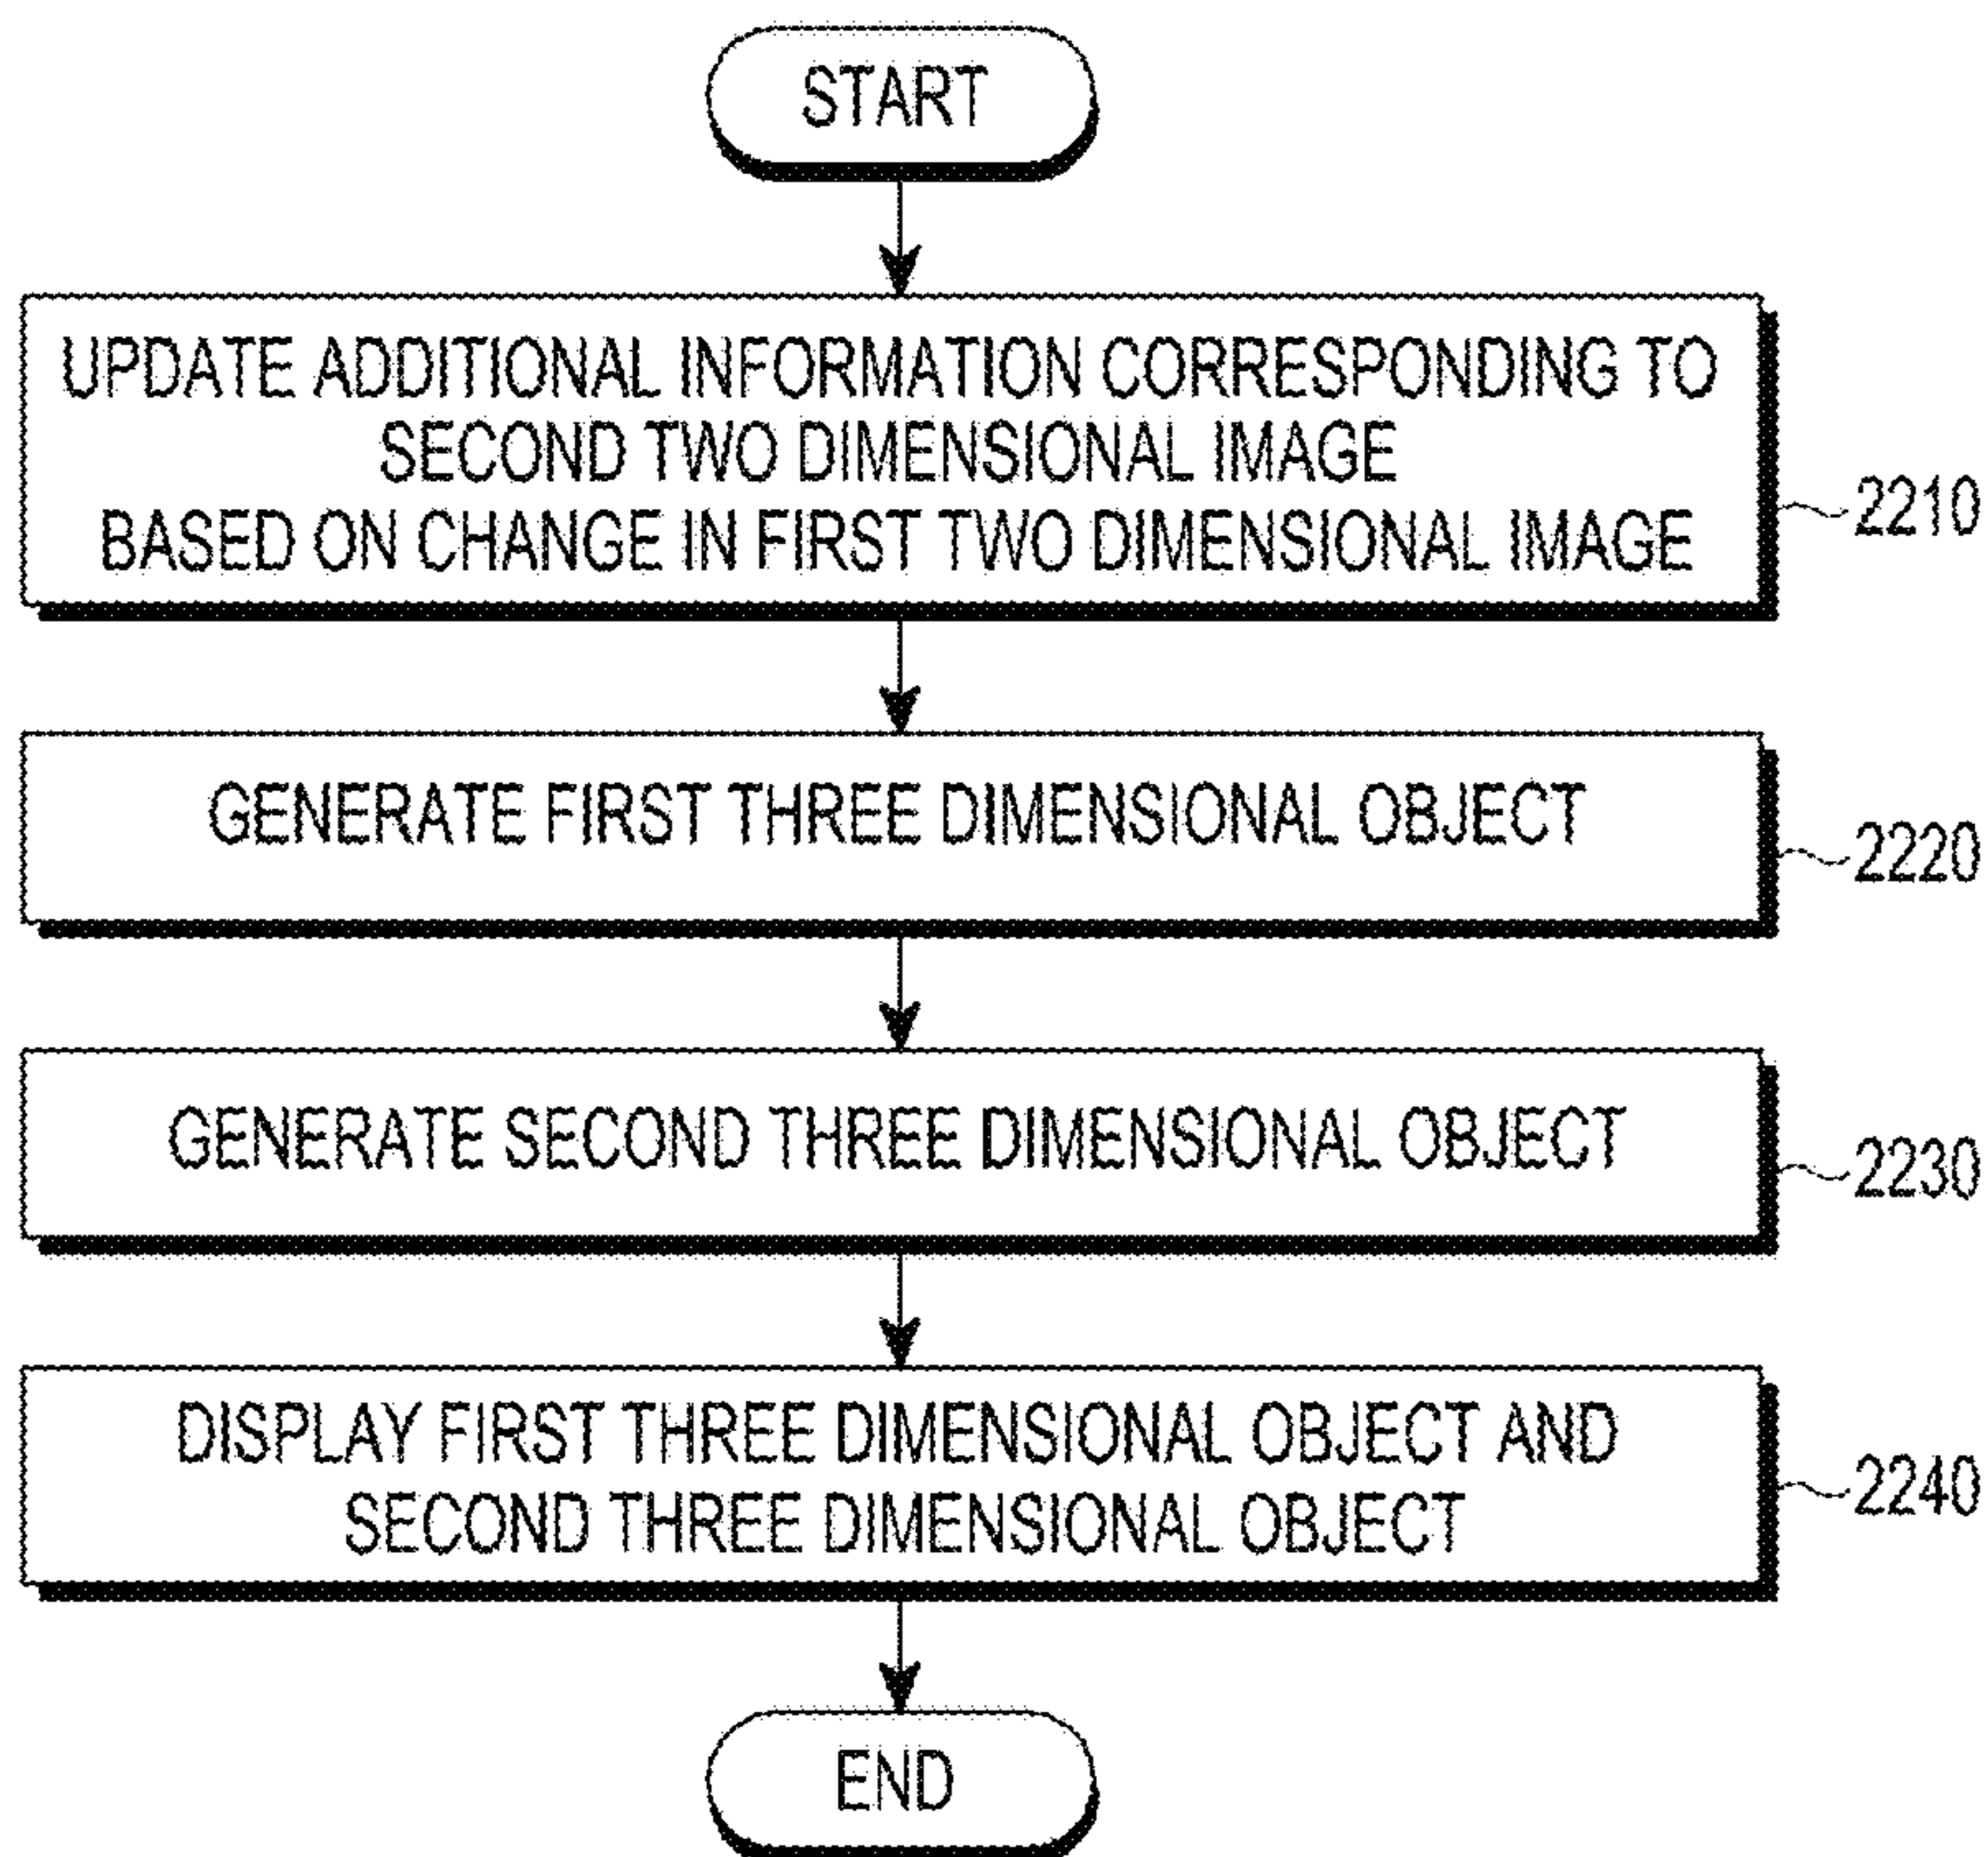 START
UPDATE ADDITIONAL INFORMATION CORRESPONDING TO
SECOND TWO DIMENSIONAL IMAGE
BASED ON CHANGE IN FIRST TWO DIMENSIONAL IMAGE
2210
GENERATE FIRST THREE DIMENSIONAL OBJECT
2220
GENERATE SECOND THREE DIMENSIONAL OBJECT
2230
DISPLAY FIRST THREE DIMENSIONAL OBJECT AND
SECOND THREE DIMENSIONAL OBJECT
2240
END